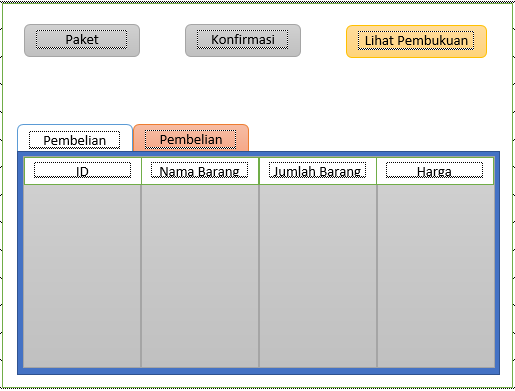 Paket
Konfirmasi
Lihat Pembukuan
Pembelian
Pembelian
ID
Nama Barang
Jumlah Barang
Harga